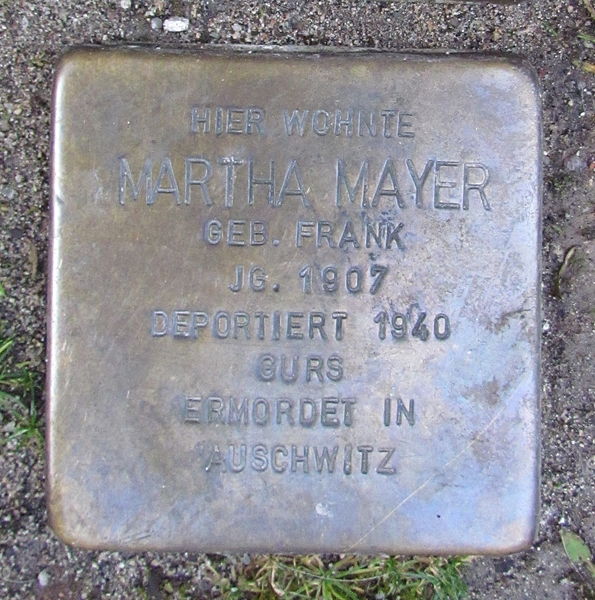 HIER WOHNTE
MARTHA MAYER
GEB. FRANK
JG. 1907
DEPORTIERT 1940
GURS
ERMORDET IN
AUSCHWITZ